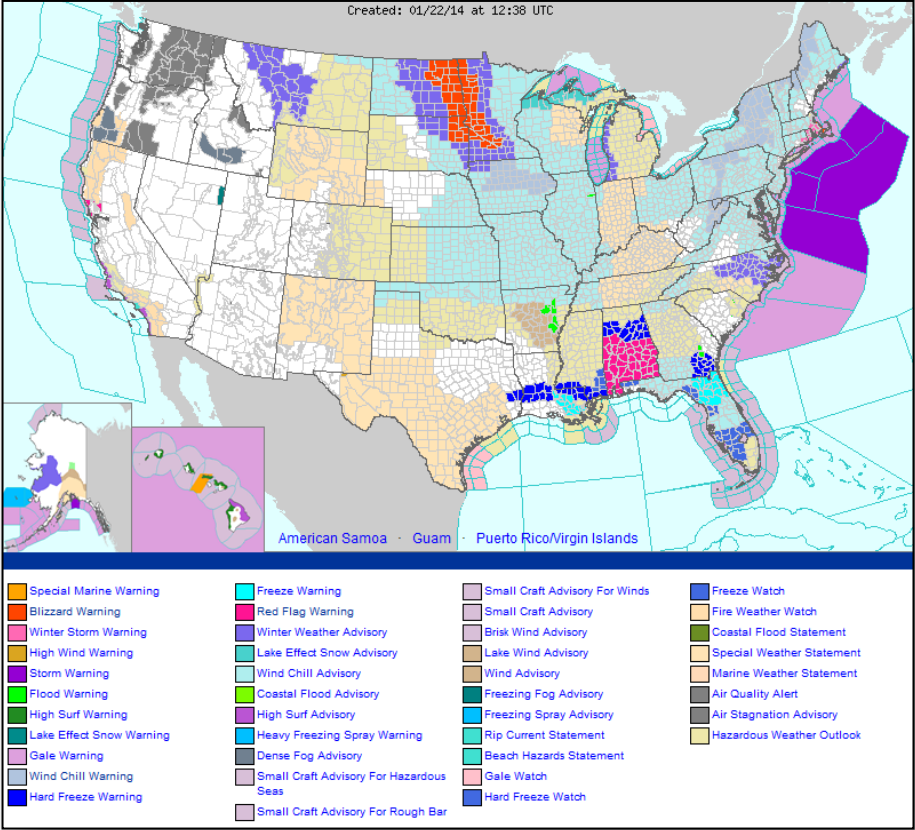 Created: 01/22/14 at 12:38 UTC
American Samoa · Guam · Puerto Rico/Virgin Islands
Special Marine Warning
Blizzard Warning
Winter Storm Warning
High Wind Warning
Storm Warning
Flood Warning
High Surf Warning
Lake Effect Snow Warning
Gale Warning
Wind Chill Warning
Hard Freeze Warning
Freeze Warning
Red Flag Warning
Winter Weather Advisory
Lake Effect Snow Advisory
Wind Chill Advisory
Coastal Flood Advisory
High Surf Advisory
Heavy Freezing Spray Warning
Dense Fog Advisory
Small Craft Advisory For Hazardous
Seas
Small Craft Advisory For Rough Bar
Small Craft Advisory For Winds
Small Craft Advisory
Brisk Wind Advisory
Lake Wind Advisory
Wind Advisory
Freezing Fog Advisory
Freezing Spray Advisory
Rip Current Statement
Beach Hazards Statement
Gale Watch
Hard Freeze Watch
Freeze Watch
Fire Weather Watch
Coastal Flood Statement
Special Weather Statement
Marine Weather Statement
Air Quality Alert
Air Stagnation Advisory
Hazardous Weather Outlook